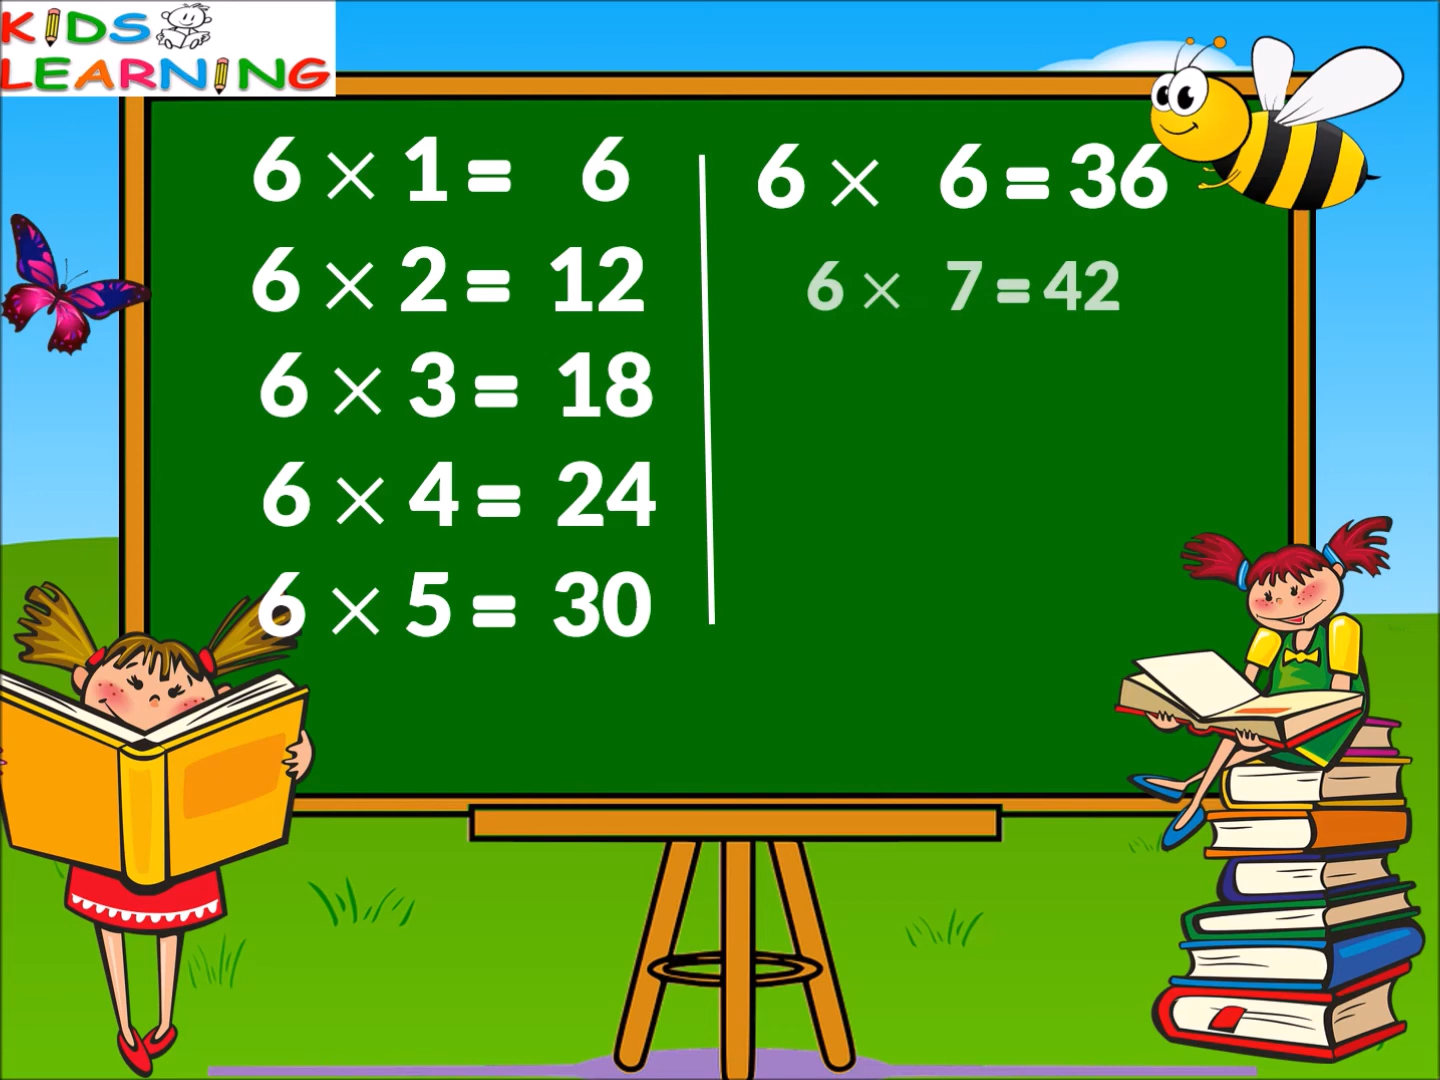 KIDS
LEARNING
6 × 1 = 6
6 × 2 = 12
6 × 3 = 18
6 × 4 = 24
6 × 5 = 30
6 × 6 = 36
6 × 7 = 42